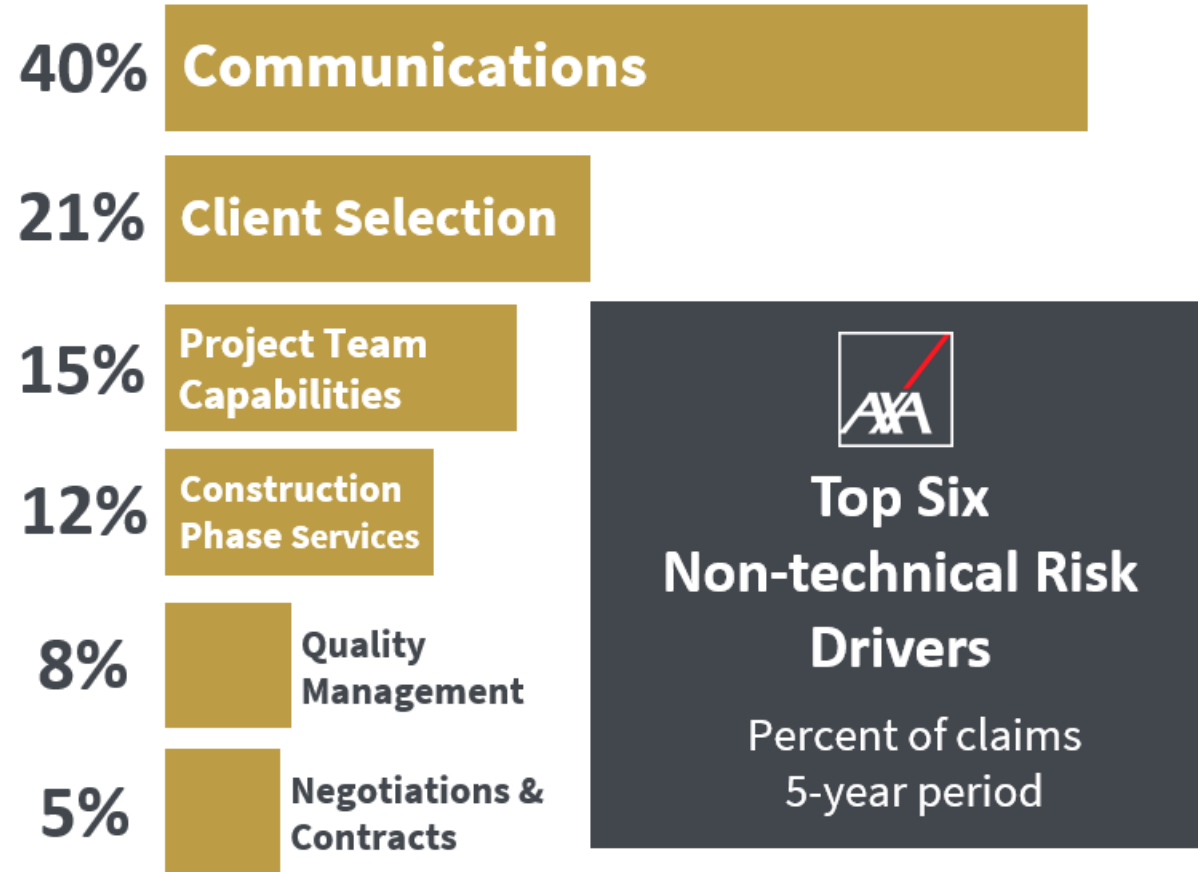 40% Communications
21% Client Selection
15% Project Team
Capabilities
12% Construction
Phase Services
8% Quality
Management
5% Negotiations &
Contracts
AXA
Top Six
Non-technical Risk
Drivers
Percent of claims
5-year period